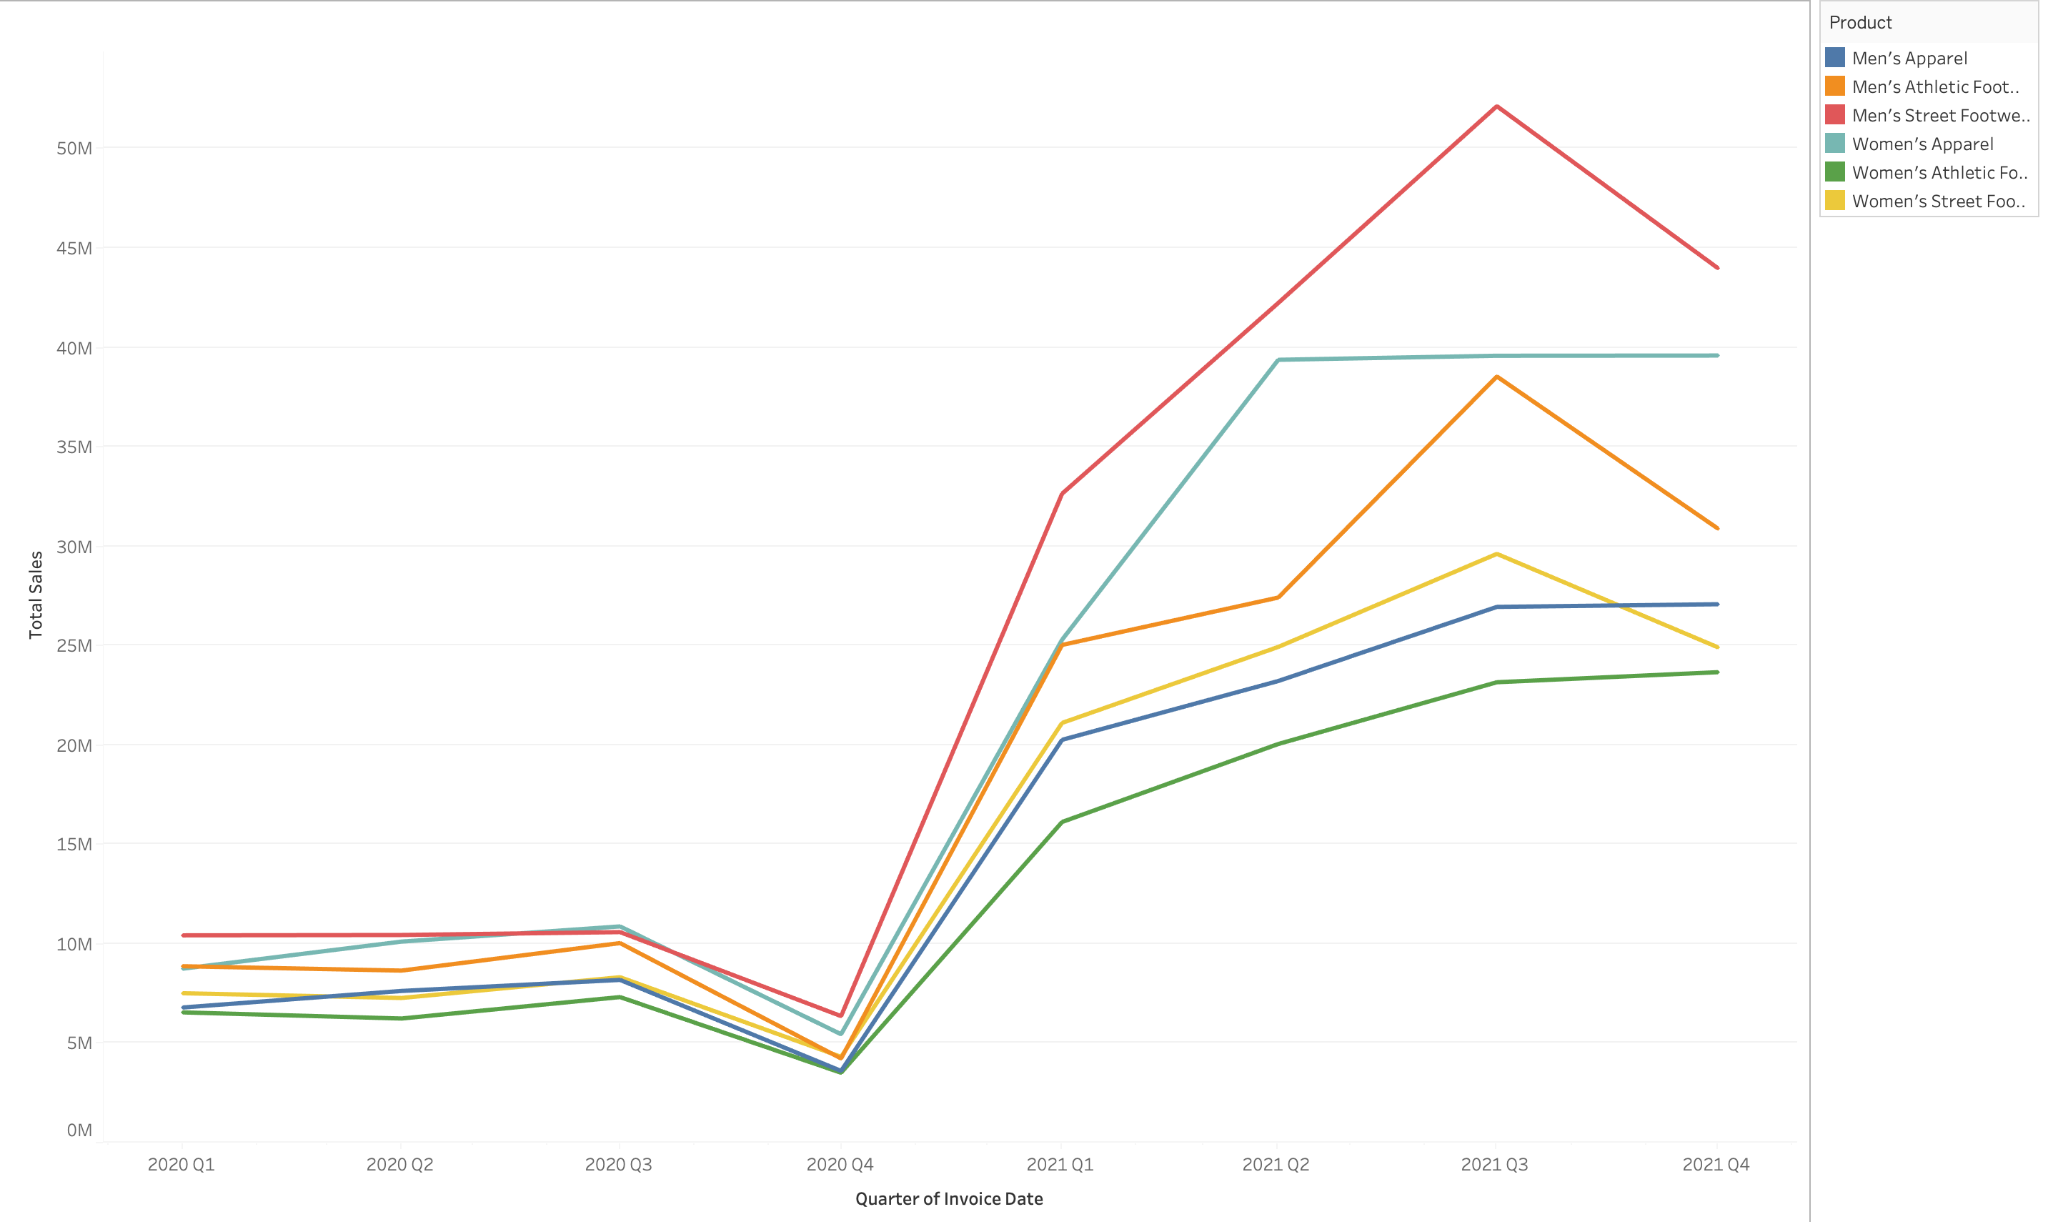 Product
Men's Apparel
Men's Athletic Foot..
Men's Street Footwe..
Women's Apparel
Women's Athletic Fo..
Women's Street Foo..
50M
45M
40M
35M
30M
25M
20M
15M
10M
5M
0M
Total Sales
2020 Q1 2020 Q2 2020 Q3 2020 Q4 2021 Q1 2021 Q2 2021 Q3 2021 Q4
Quarter of Invoice Date